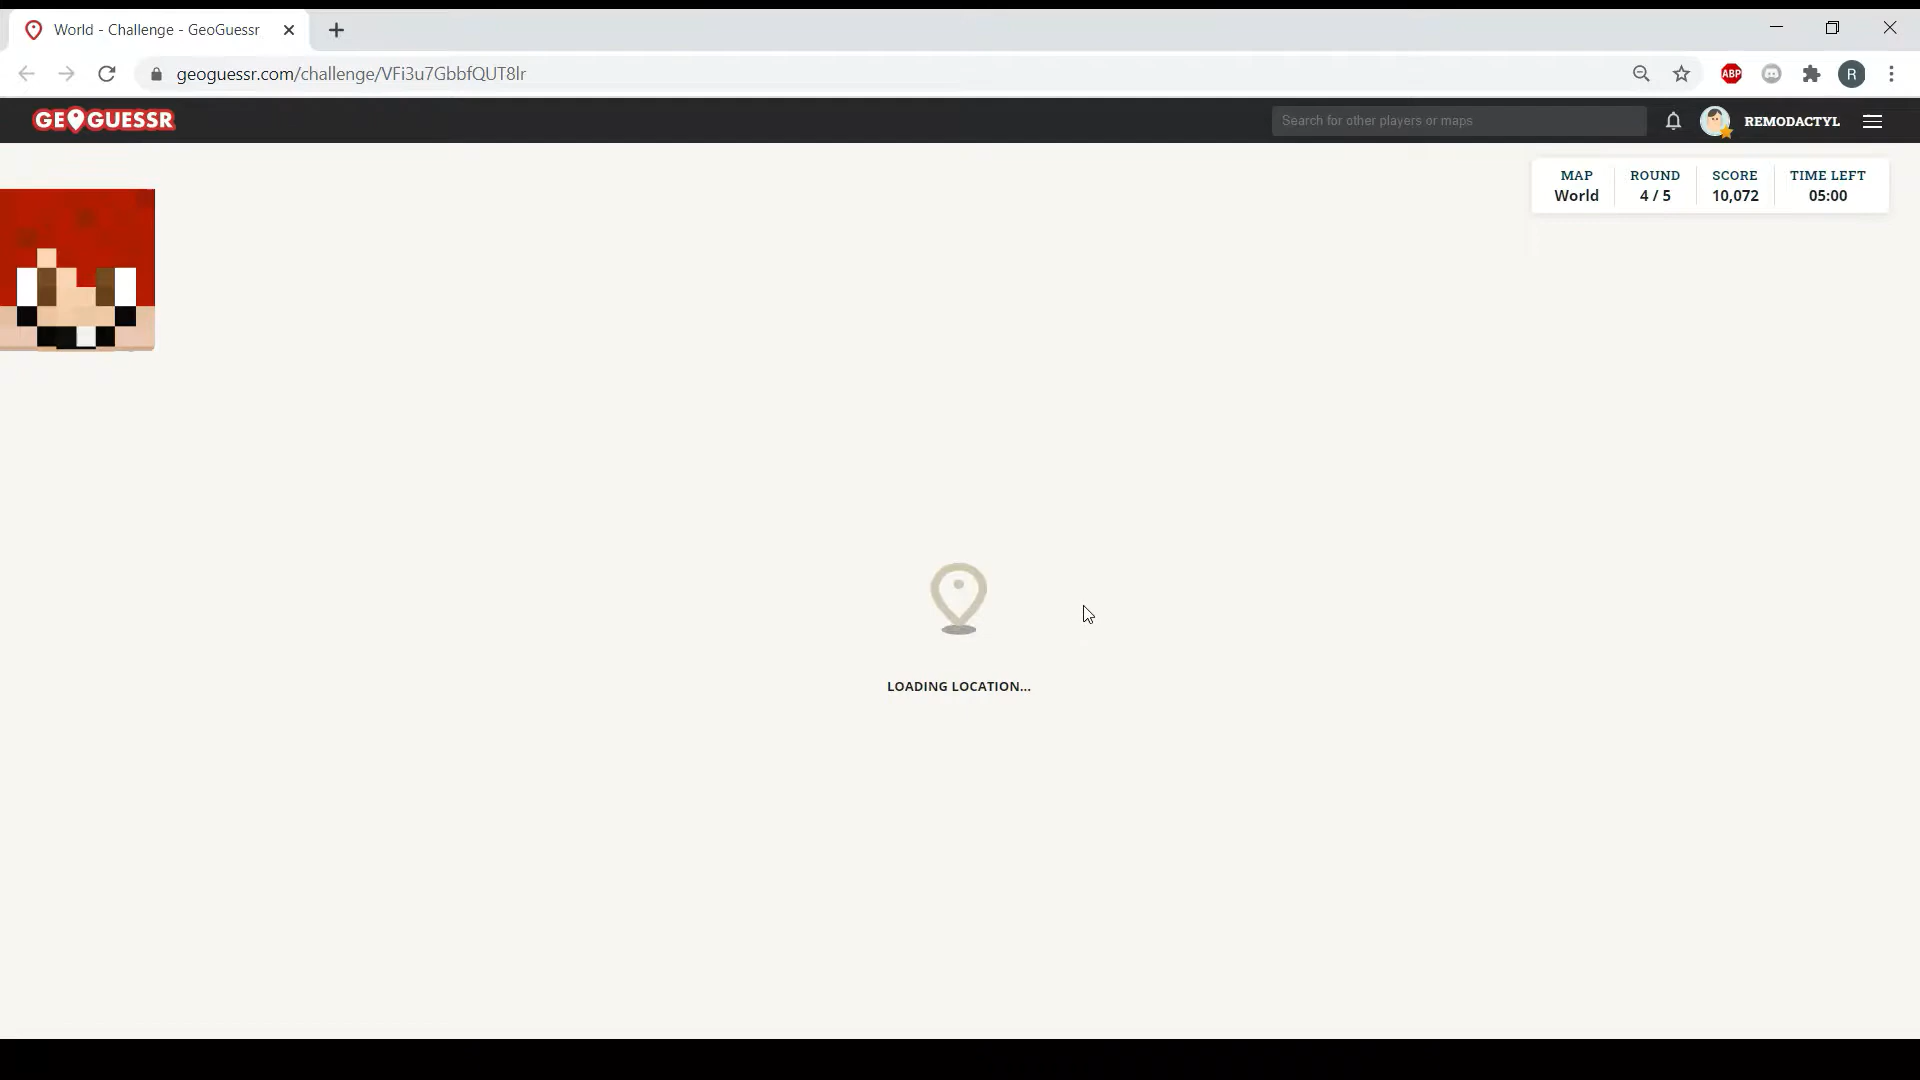 World - Challenge - GeoGuessr
geoguessr.com/challenge/VFi3u7GbbfQUT8lr
ABP
R
GEOGUESSR
Search for other players or maps
REMODACTYL
MAP ROUND SCORE TIME LEFT
World 4 / 5 10,072 05:00
LOADING LOCATION...